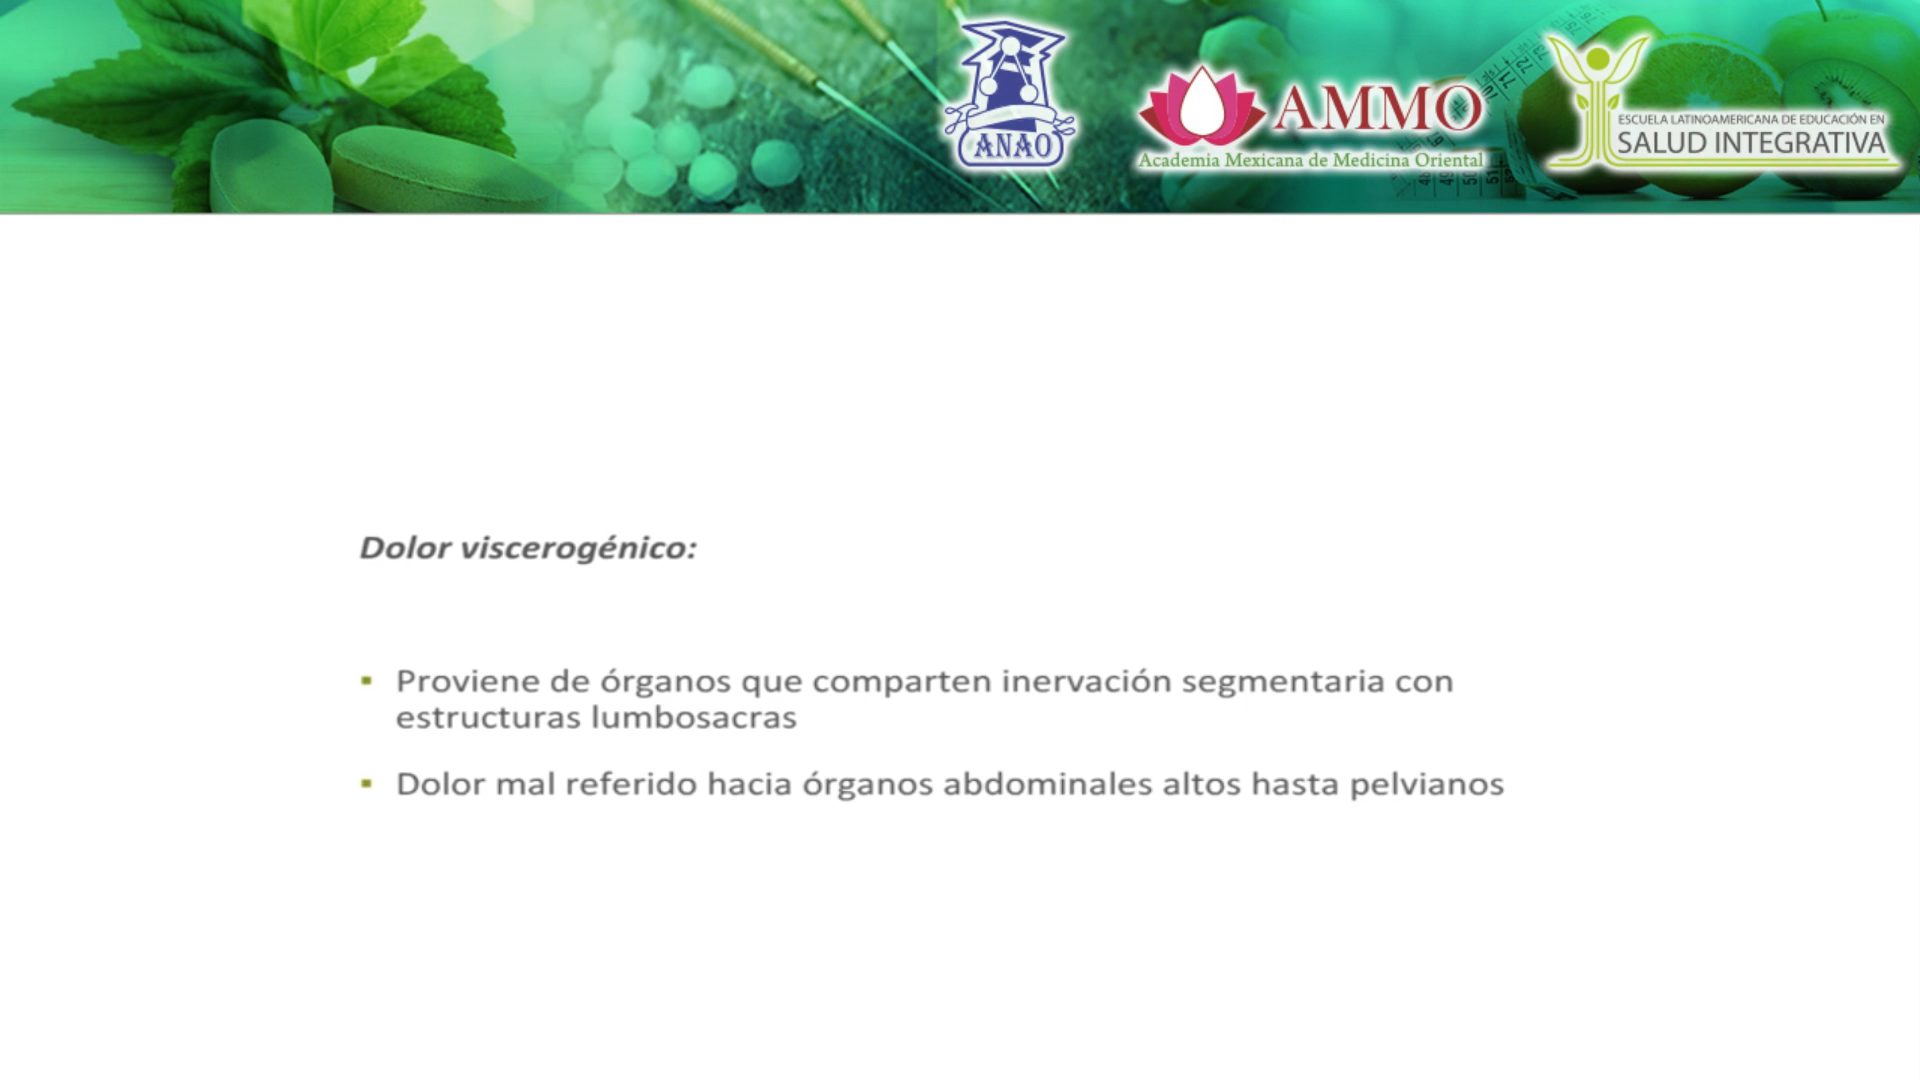 ANAO
AMMO
Academia Mexicana de Medicina Oriental
ESCUELA LATINOAMERICANA DE EDUCACIÓN EN
SALUD INTEGRATIVA
Dolor viscerogénico:
▪ Proviene de órganos que comparten inervación segmentaria con
estructuras lumbosacras
▪ Dolor mal referido hacia órganos abdominales altos hasta pelvianos